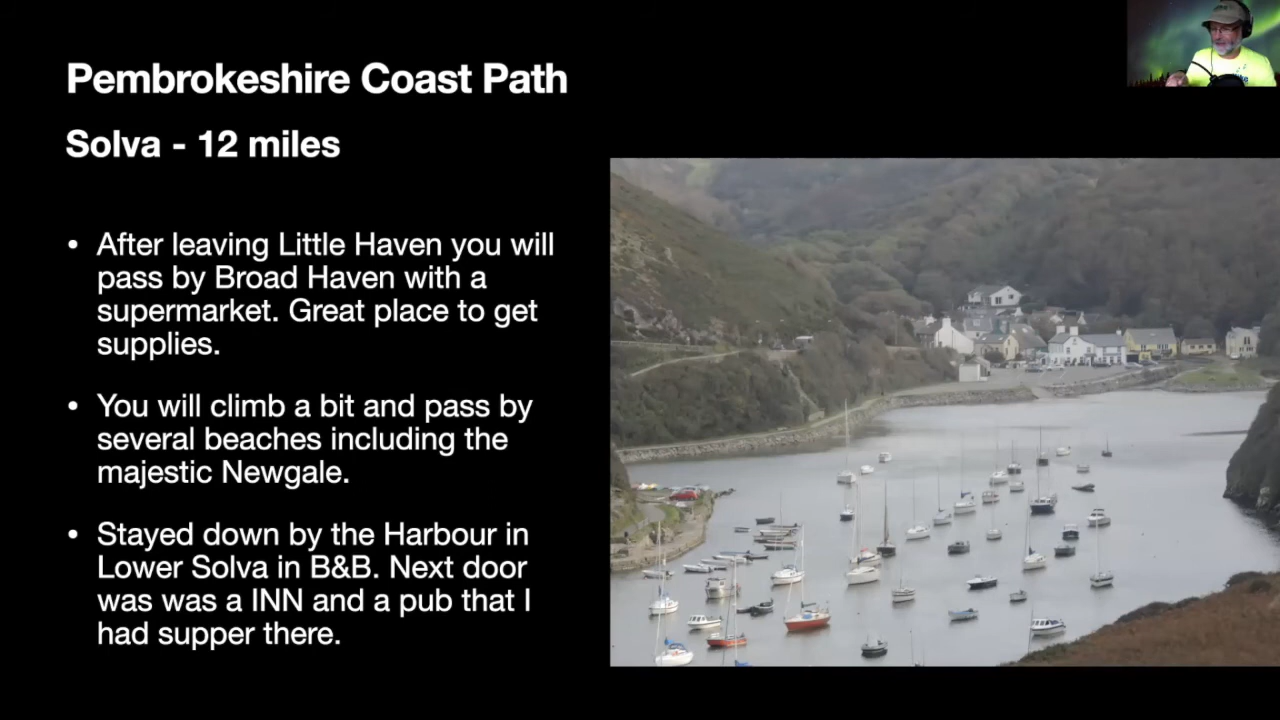 Pembrokeshire Coast Path
Solva - 12 miles
• After leaving Little Haven you will
pass by Broad Haven with a
supermarket. Great place to get
supplies.
• You will climb a bit and pass by
several beaches including the
majestic Newgale.
• Stayed down by the Harbour in
Lower Solva in B&B. Next door
was was a INN and a pub that I
had supper there.